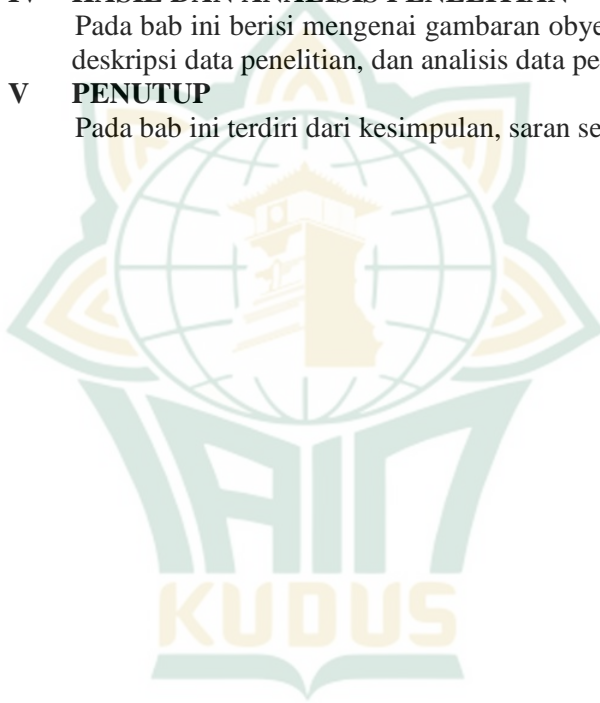 IV HASIL DAN ANALISIS PENELITIAN
Pada bab ini berisi mengenai gambaran obye
deskripsi data penelitian, dan analisis data pe
V PENUTUP
Pada bab ini terdiri dari kesimpulan, saran se
IAIN
KUDUS